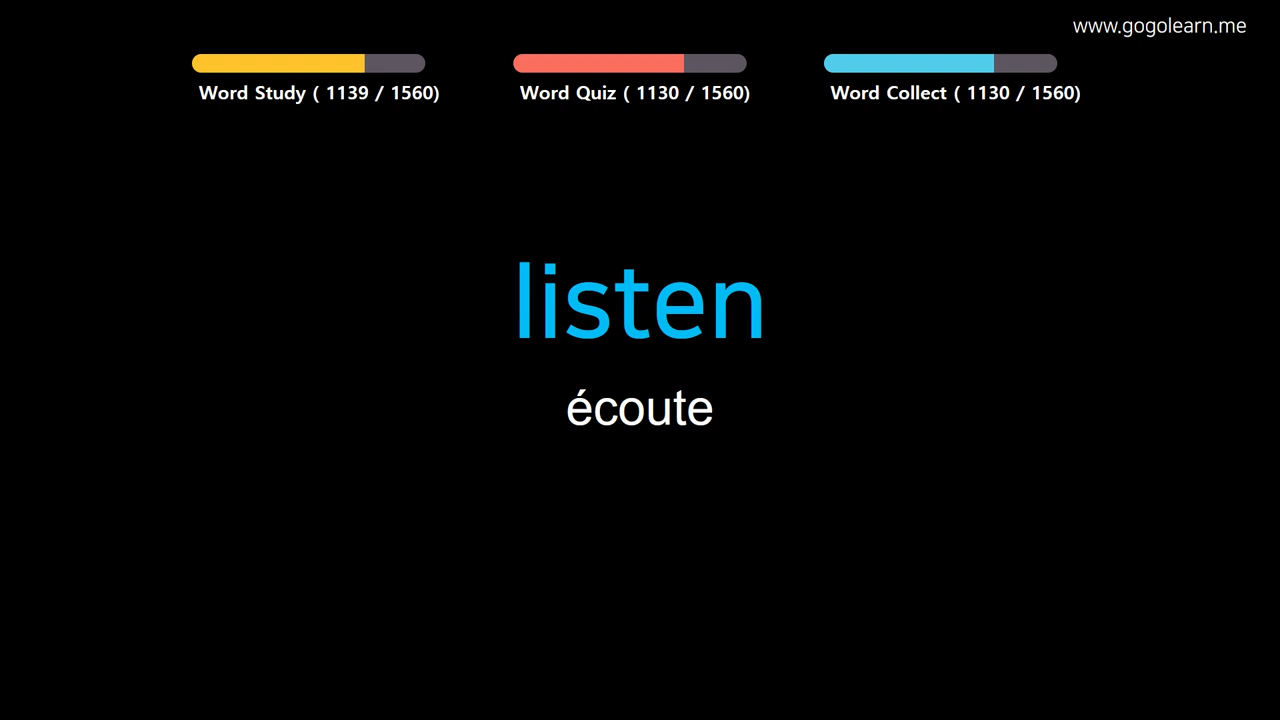 www.gogolearn.me
Word Study ( 1139 / 1560)
Word Quiz ( 1130 / 1560)
Word Collect ( 1130 / 1560)
listen
écoute